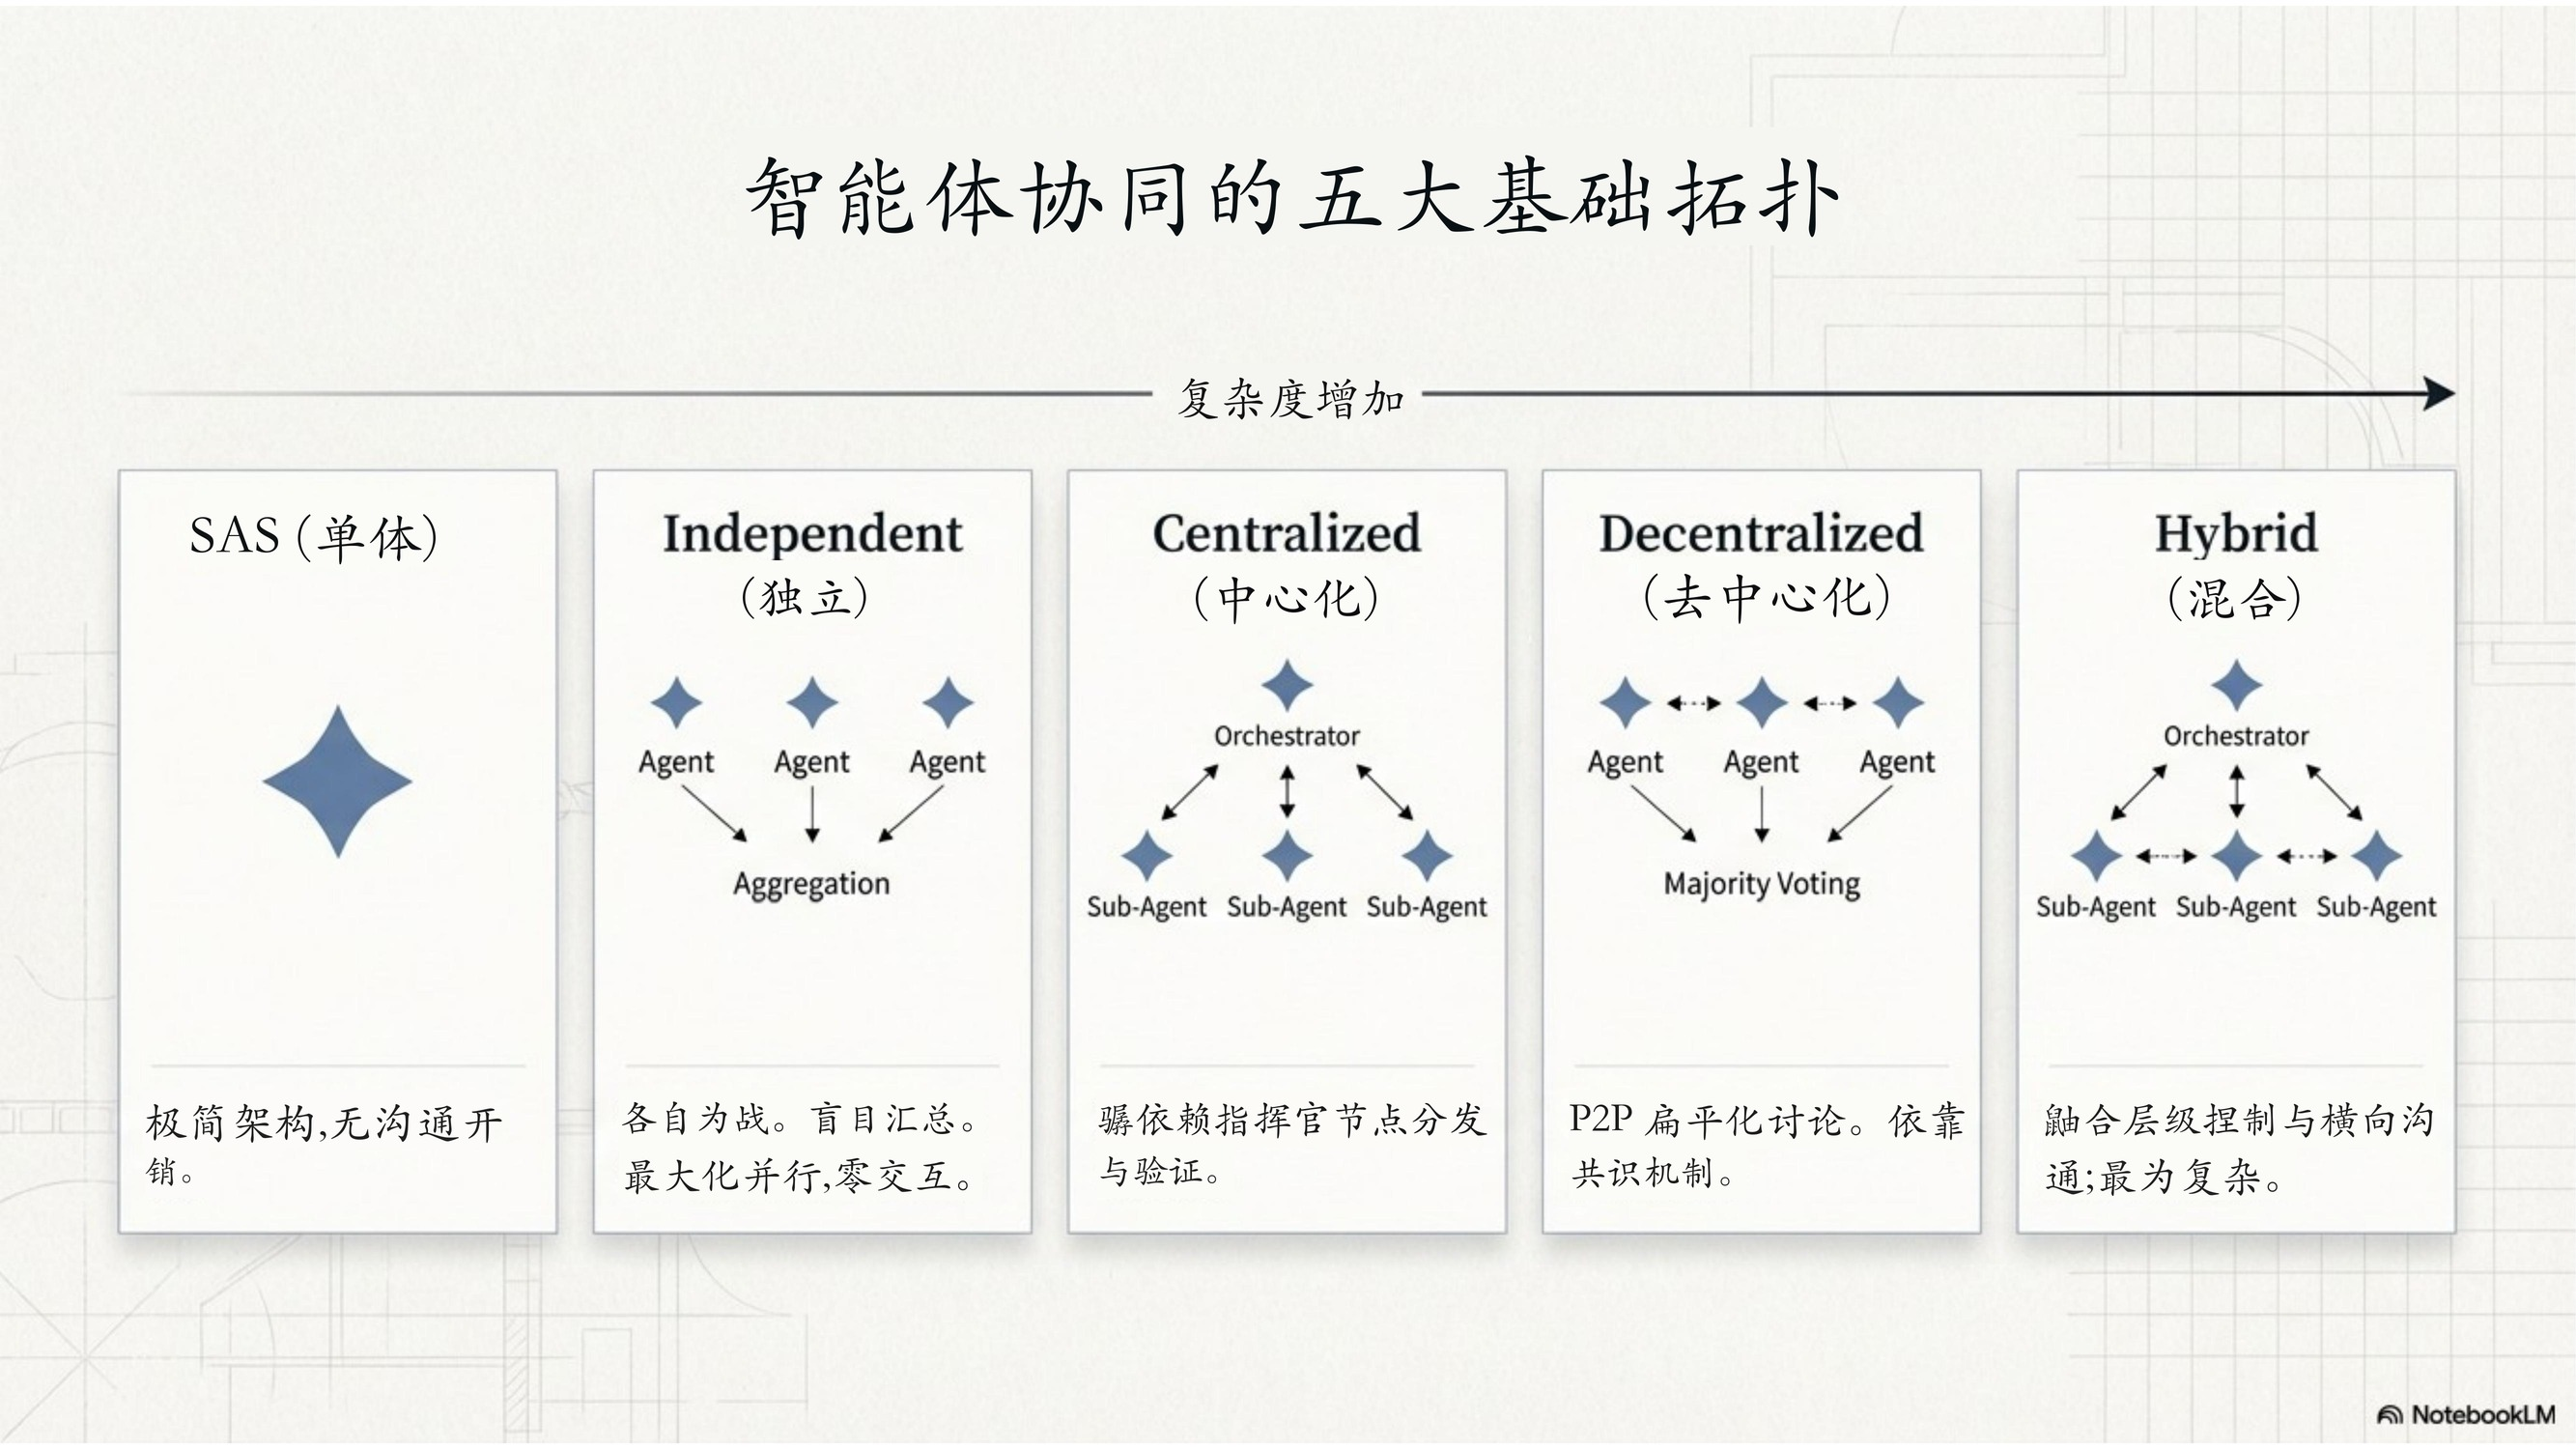 智能体协同的五大基础拓扑
复杂度增加
SAS (单体)
极简架构,无沟通开
销。
Independent
(独立)
Agent Agent Agent
Aggregation
各自为战。盲目汇总。
最大化并行,零交互。
Centralized
(中心化)
Orchestrator
Sub-Agent Sub-Agent Sub-Agent
骣依赖指挥官节点分发
与验证。
Decentralized
(去中心化)
Agent Agent Agent
Majority Voting
P2P 扁平化讨论。依靠
共识机制。
Hybrid
(混合)
Orchestrator
Sub-Agent Sub-Agent Sub-Agent
鼬合层级捏制与横向沟
通;最为复杂。
NotebookLM